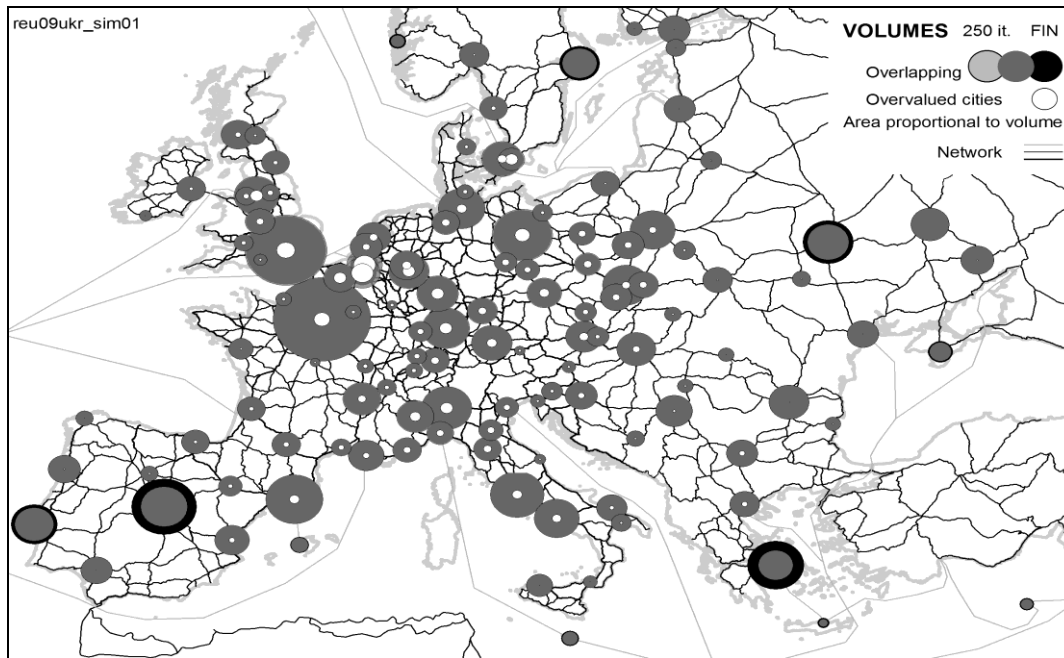 reu09ukr_sim01
VOLUMES 250 it. FIN
Overlapping
Overvalued cities
Area proportional to volume
Network